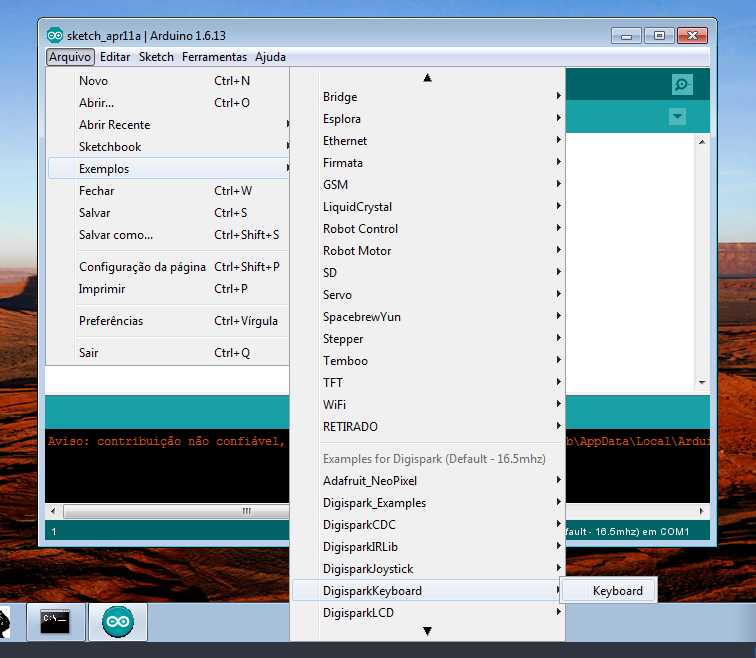 sketch_apr11a | Arduino 1.6.13
Arquivo Editar Sketch Ferramentas Ajuda
Novo Ctrl+N
Abrir... Ctrl+O
Abrir Recente
Sketchbook
Exemplos
Fechar Ctrl+W
Salvar Ctrl+S
Salvar como... Ctrl+Shift+S
Configuração da página Ctrl+Shift+P
Imprimir Ctrl+P
Preferências Ctrl+Vírgula
Sair Ctrl+Q
Bridge
Esplora
Ethernet
Firmata
GSM
LiquidCrystal
Robot Control
Robot Motor
SD
Servo
SpacebrewYun
Stepper
Temboo
TFT
WiFi
RETIRADO
Examples for Digispark (Default - 16.5mhz)
Adafruit_NeoPixel
Digispark_Examples
DigisparkCDC
DigisparkIRLib
DigisparkJoystick
DigisparkKeyboard
DigisparkLCD
Keyboard
Aviso: contribuição não confiável, b\AppData\Local\Ardui
1 fault - 16.5mhz) em COM1
C:\